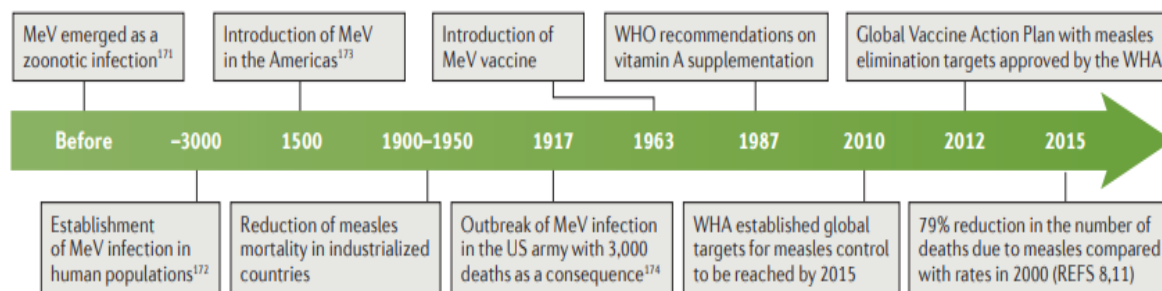 MeV emerged as a
zoonotic infection171
Introduction of MeV
in the Americas173
Introduction of
MeV vaccine
WHO recommendations on
vitamin A supplementation
Global Vaccine Action Plan with measles
elimination targets approved by the WHA
Before
~3000
1500
1900–1950
1917
1963
1987
2010
2012
2015
Establishment
of MeV infection in
human populations172
Reduction of measles
mortality in industrialized
countries
Outbreak of MeV infection
in the US army with 3,000
deaths as a consequence174
WHA established global
targets for measles control
to be reached by 2015
79% reduction in the number of
deaths due to measles compared
with rates in 2000 (REFS 8,11)